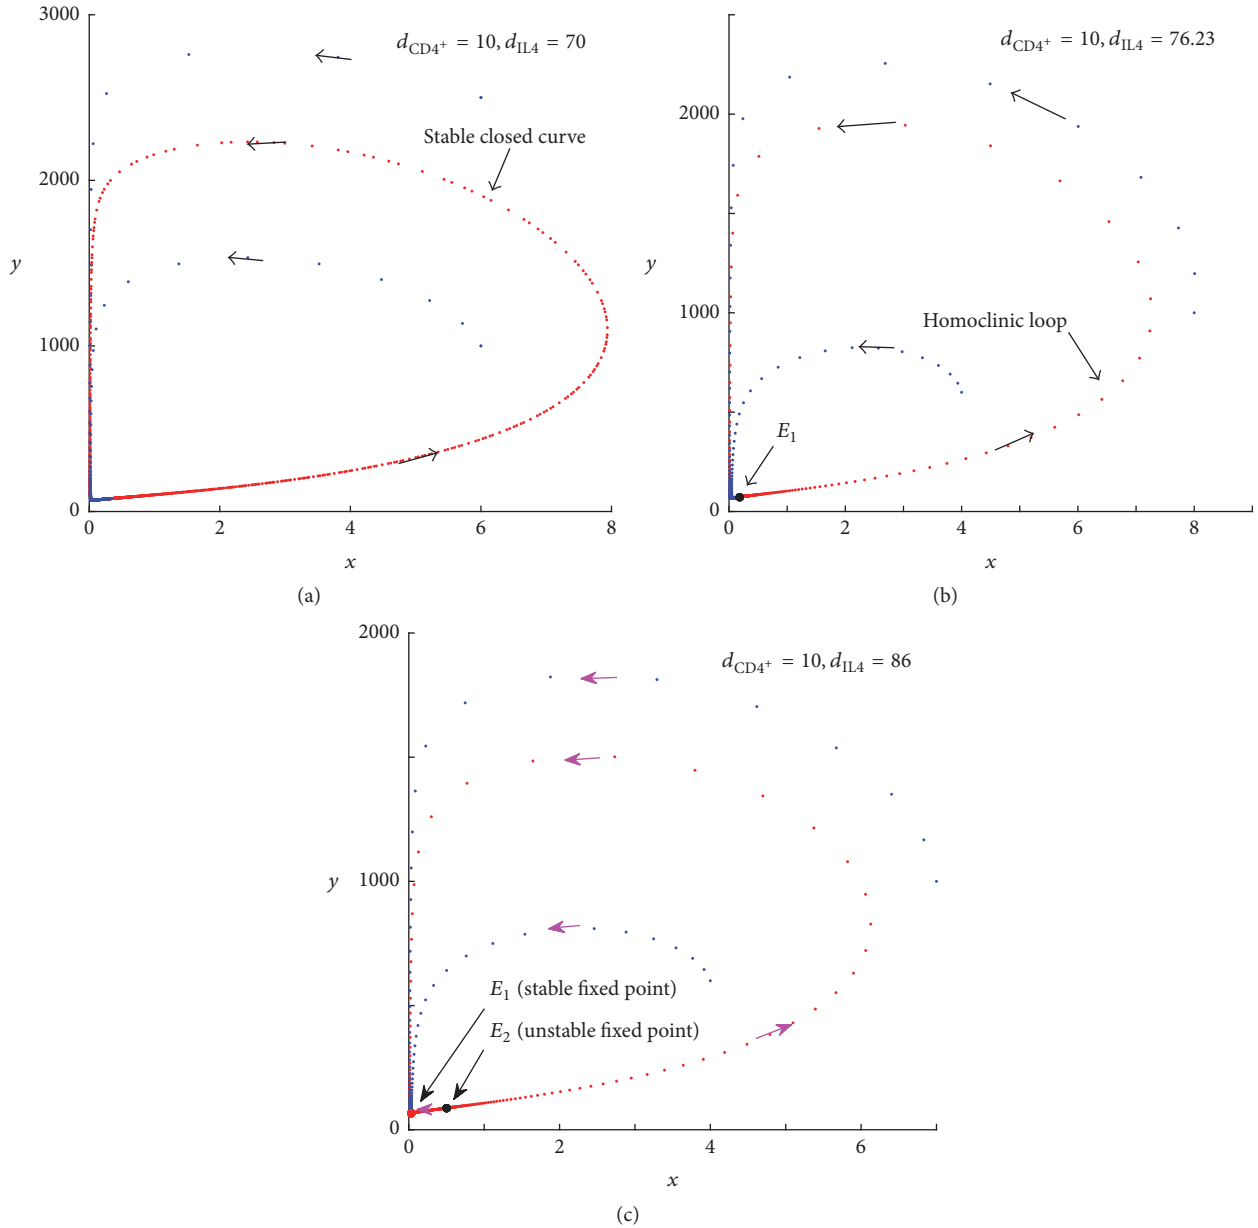 3000
d_CD4+ = 10, d_IL4 = 70
Stable closed curve
2000
y
1000
0
0 2 4 6 8
x
(a)
d_CD4+ = 10, d_IL4 = 76.23
2000
y
1000
Homoclinic loop
E1
0
0 2 4 6 8
x
(b)
2000
d_CD4+ = 10, d_IL4 = 86
y
1000
E1 (stable fixed point)
E2 (unstable fixed point)
0
0 2 4 6
x
(c)